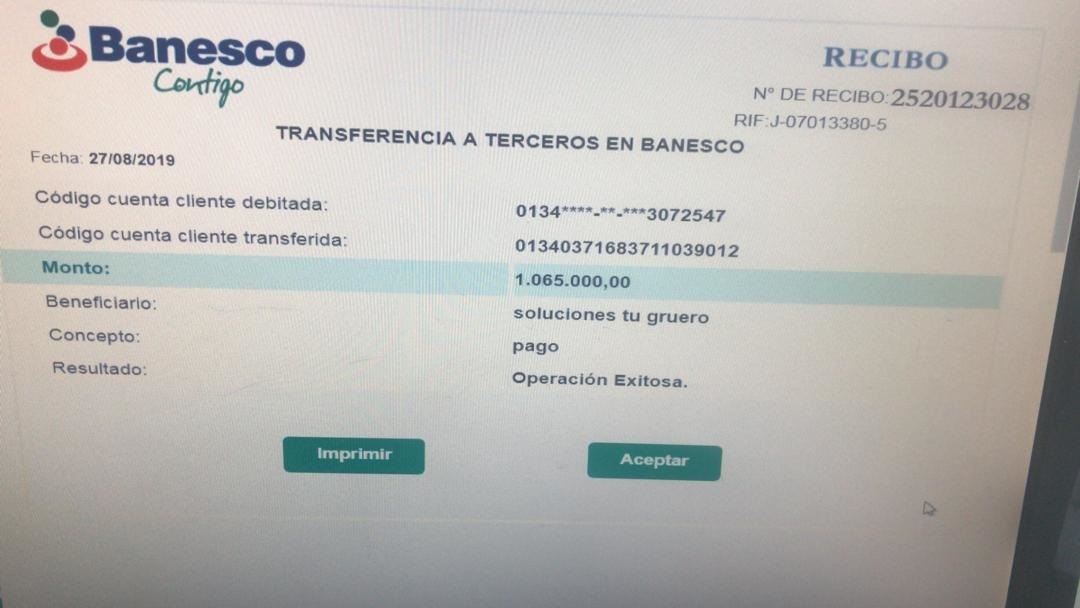 Banesco
Contigo
RECIBO
N° DE RECIBO:2520123028
RIF:J-07013380-5
TRANSFERENCIA A TERCEROS EN BANESCO
Fecha: 27/08/2019
Código cuenta cliente debitada: 0134****-**-***3072547
Código cuenta cliente transferida: 01340371683711039012
Monto: 1.065.000,00
Beneficiario: soluciones tu gruero
Concepto: pago
Resultado: Operación Exitosa.
Imprimir Aceptar